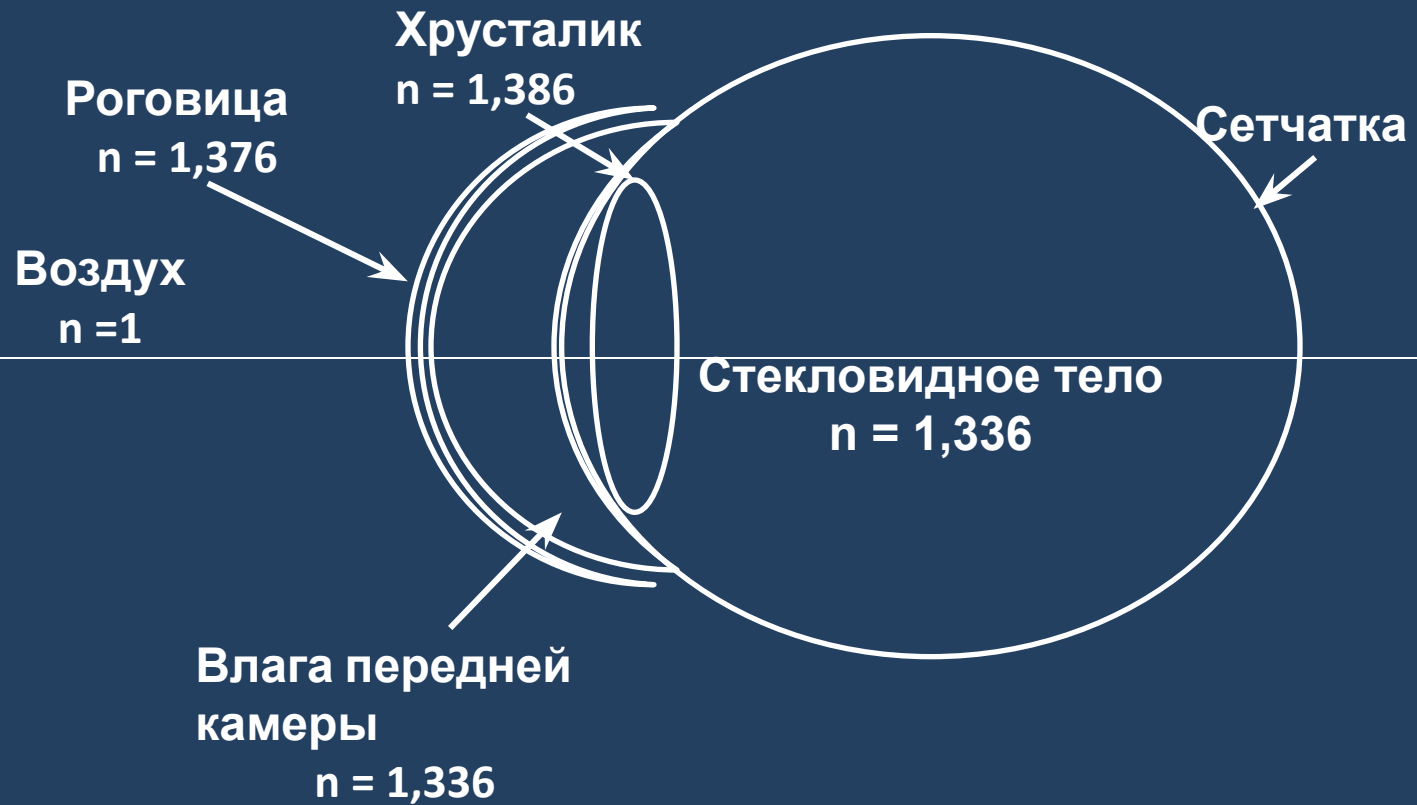 Хрусталик
n = 1,386
Роговица
n = 1,376
Сетчатка
Воздух
n =1
Стекловидное тело
n = 1,336
Влага передней
камеры
n = 1,336